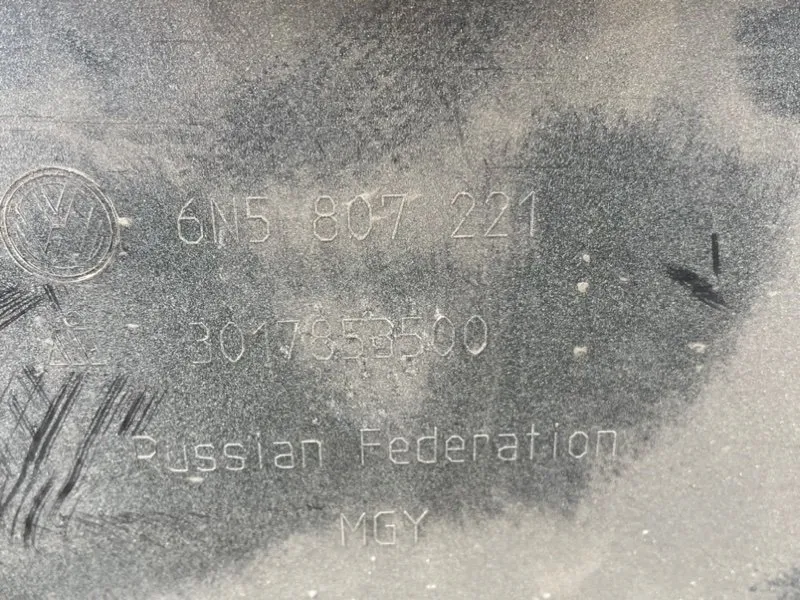 6N5 807 221
3017853500
Russian Federation
MGY